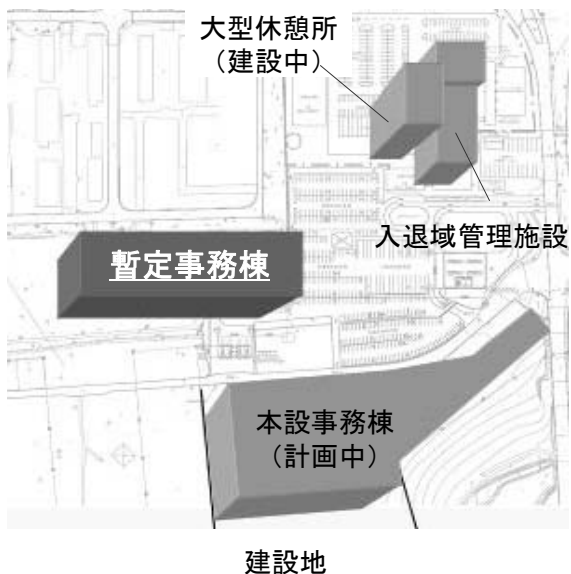 大型休憩所
（建設中）
入退域管理施設
暫定事務棟
本設事務棟
（計画中）
建設地